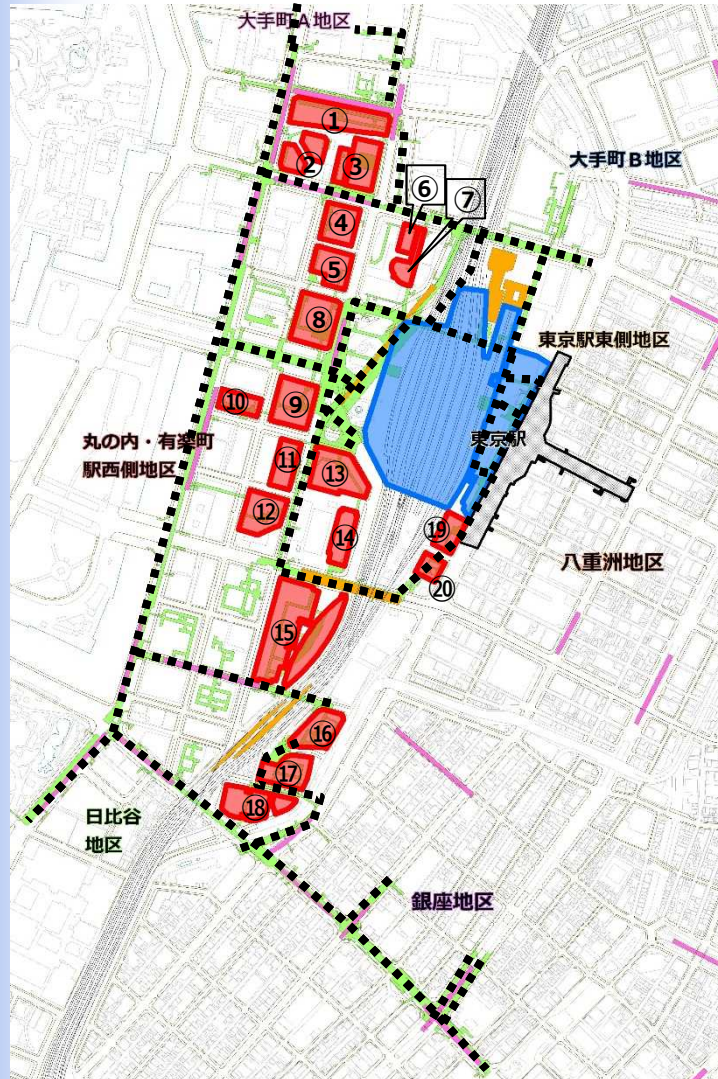 大手町A地区
①
②
③
大手町B地区
⑥
⑦
④
⑤
⑧
東京駅東側地区
⑩
⑨
丸の内・有楽町
駅西側地区
東京駅
⑪
⑬
⑫
⑭
⑲
⑳
八重洲地区
⑮
⑯
⑰
⑱
日比谷
地区
銀座地区